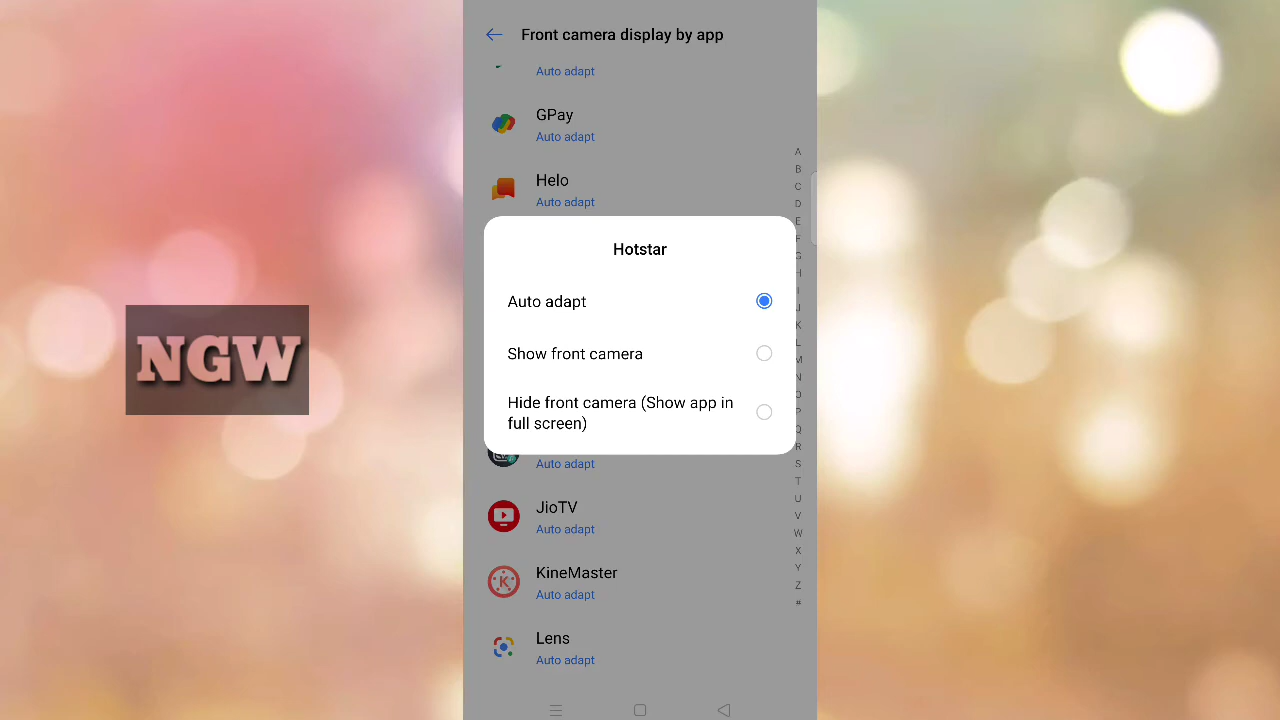 Front camera display by app
Auto adapt
GPay
Auto adapt
Helo
Auto adapt
Hotstar
Auto adapt
Show front camera
Hide front camera (Show app in
full screen)
Auto adapt
JioTV
Auto adapt
KineMaster
Auto adapt
Lens
Auto adapt
A
B
C
D
E
F
G
H
I
J
K
L
M
N
O
P
Q
R
S
T
U
V
W
X
Y
Z
#
NGW